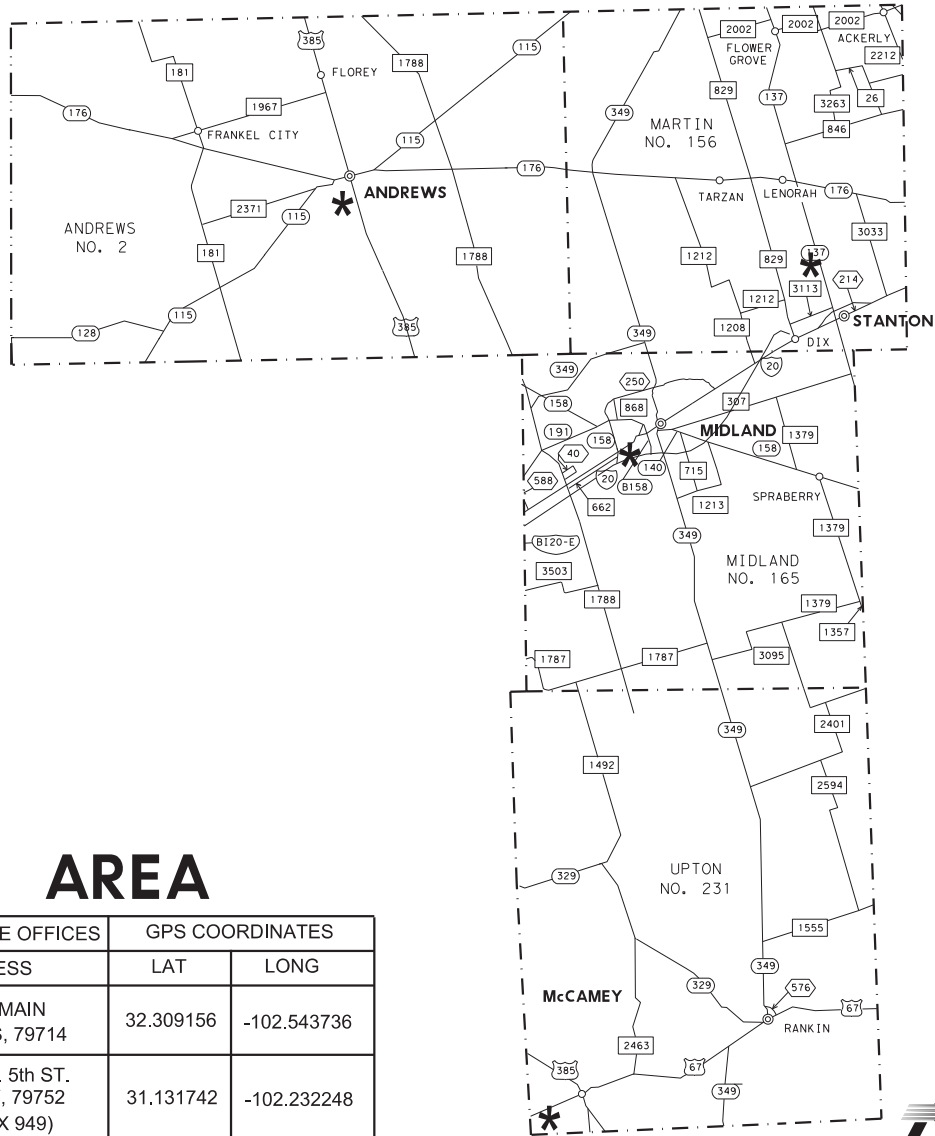 385
2002
2002
2002
ACKERLY
FLOWER
GROVE
115
2212
1788
FLOREY
181
829
137
3263
26
176
1967
349
MARTIN
NO. 156
846
FRANKEL CITY
115
176
ANDREWS
TARZAN
LENORAH
176
2371
115
ANDREWS
NO. 2
3033
181
1788
1212
829
137
214
3113
1212
115
STANTON
128
385
349
1208
DIX
349
20
250
158
868
307
191
158
MIDLAND
1379
158
40
140
715
588
20
B158
SPRABERRY
662
1213
1379
349
BI20-E
MIDLAND
NO. 165
3503
1788
1379
1357
1787
1787
3095
349
2401
1492
2594
AREA
329
UPTON
NO. 231
E OFFICES
GPS COORDINATES
1555
ESS
LAT
LONG
349
329
576
McCAMEY
67
MAIN
S, 79714
32.309156
-102.543736
RANKIN
2463
385
67
. 5th ST.
, 79752
X 949)
31.131742
-102.232248
349